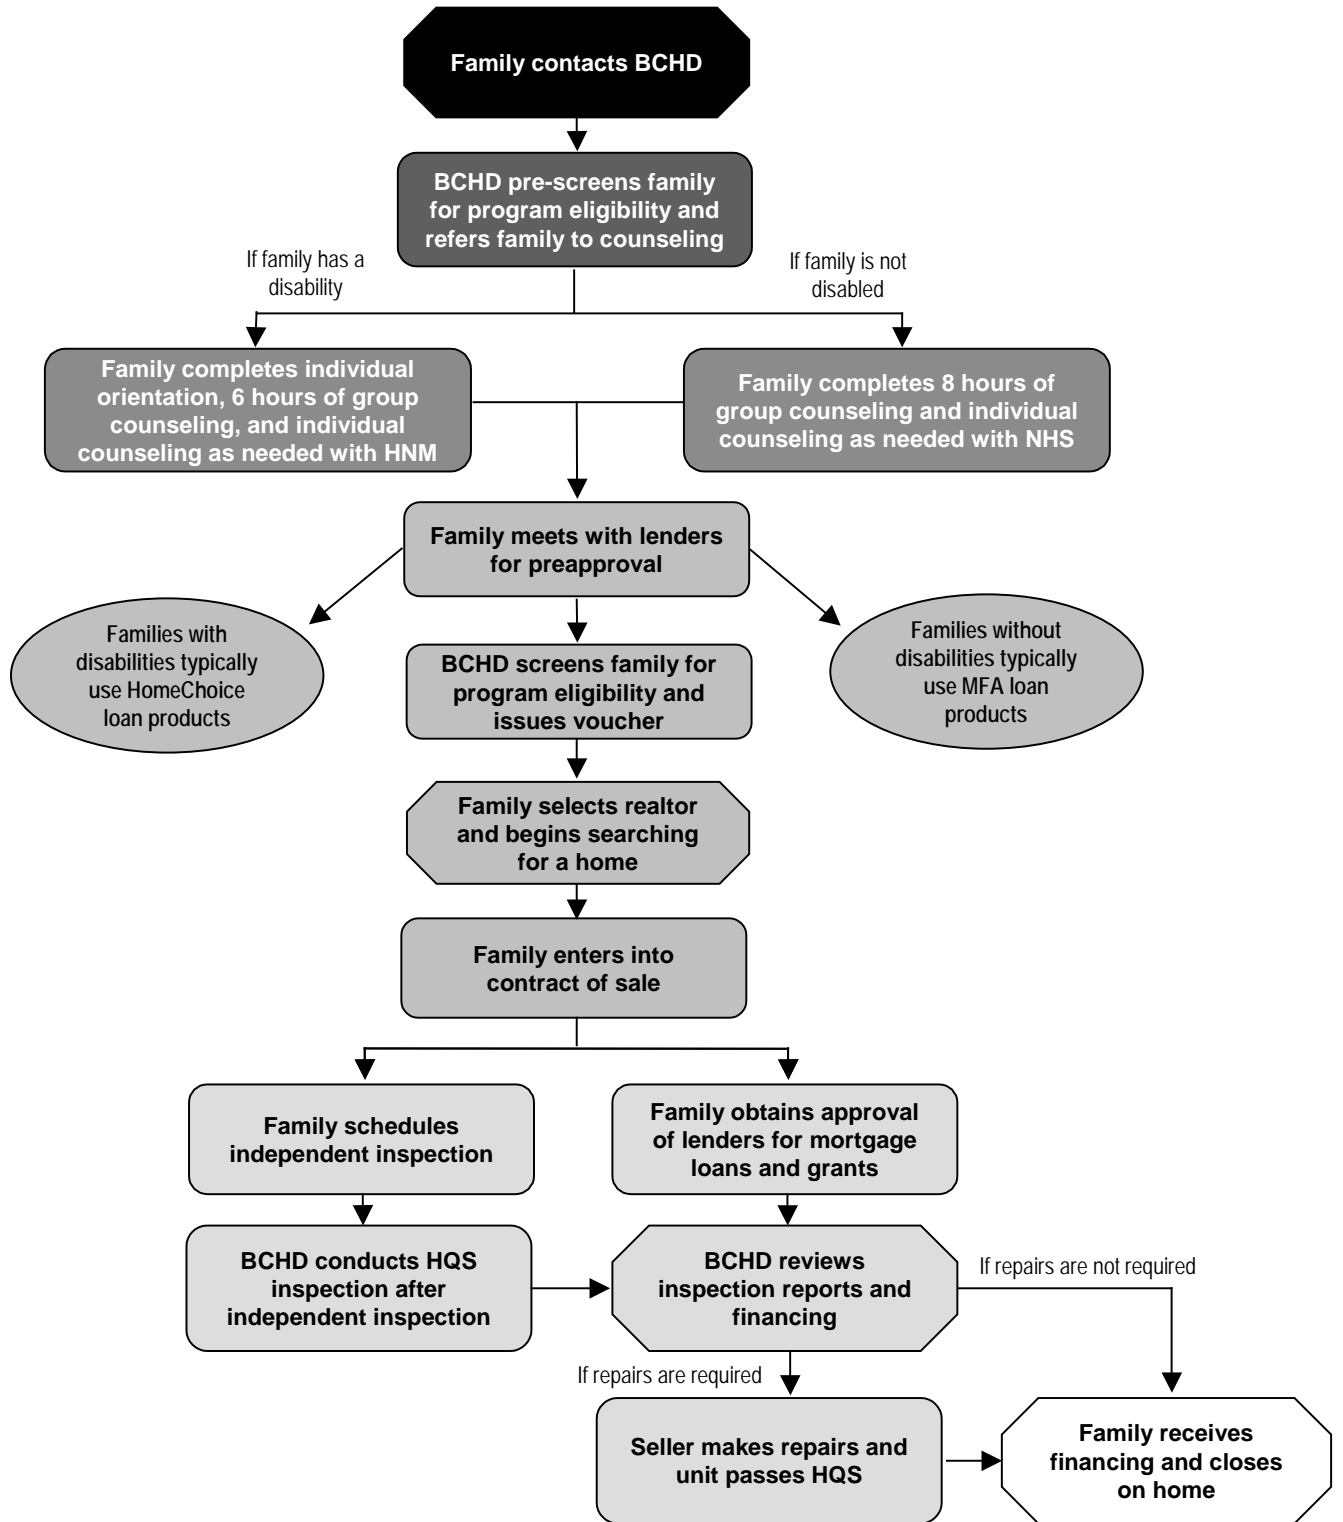 Family contacts BCHD
BCHD pre-screens family
for program eligibility and
refers family to counseling
If family has a
disability
If family is not
disabled
Family completes individual
orientation, 6 hours of group
counseling, and individual
counseling as needed with HNM
Family completes 8 hours of
group counseling and individual
counseling as needed with NHS
Family meets with lenders
for preapproval
Families with
disabilities typically
use HomeChoice
loan products
Families without
disabilities typically
use MFA loan
products
BCHD screens family for
program eligibility and
issues voucher
Family selects realtor
and begins searching
for a home
Family enters into
contract of sale
Family schedules
independent inspection
Family obtains approval
of lenders for mortgage
loans and grants
BCHD conducts HQS
inspection after
independent inspection
BCHD reviews
inspection reports and
financing
If repairs are not required
If repairs are required
Seller makes repairs and
unit passes HQS
Family receives
financing and closes
on home